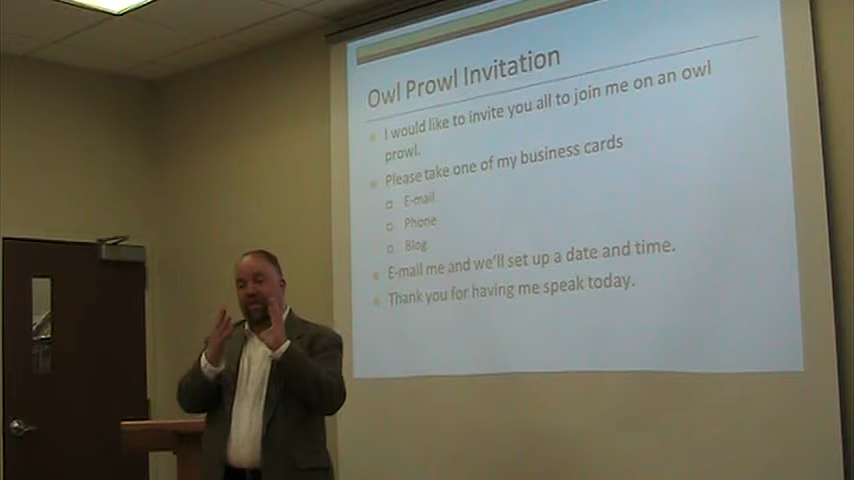 Owl Prowl Invitation
I would like to invite you all to join me on an owl
prowl.
Please take one of my business cards
E-mail
Phone
Blog
E-mail me and we'll set up a date and time.
Thank you for having me speak today.